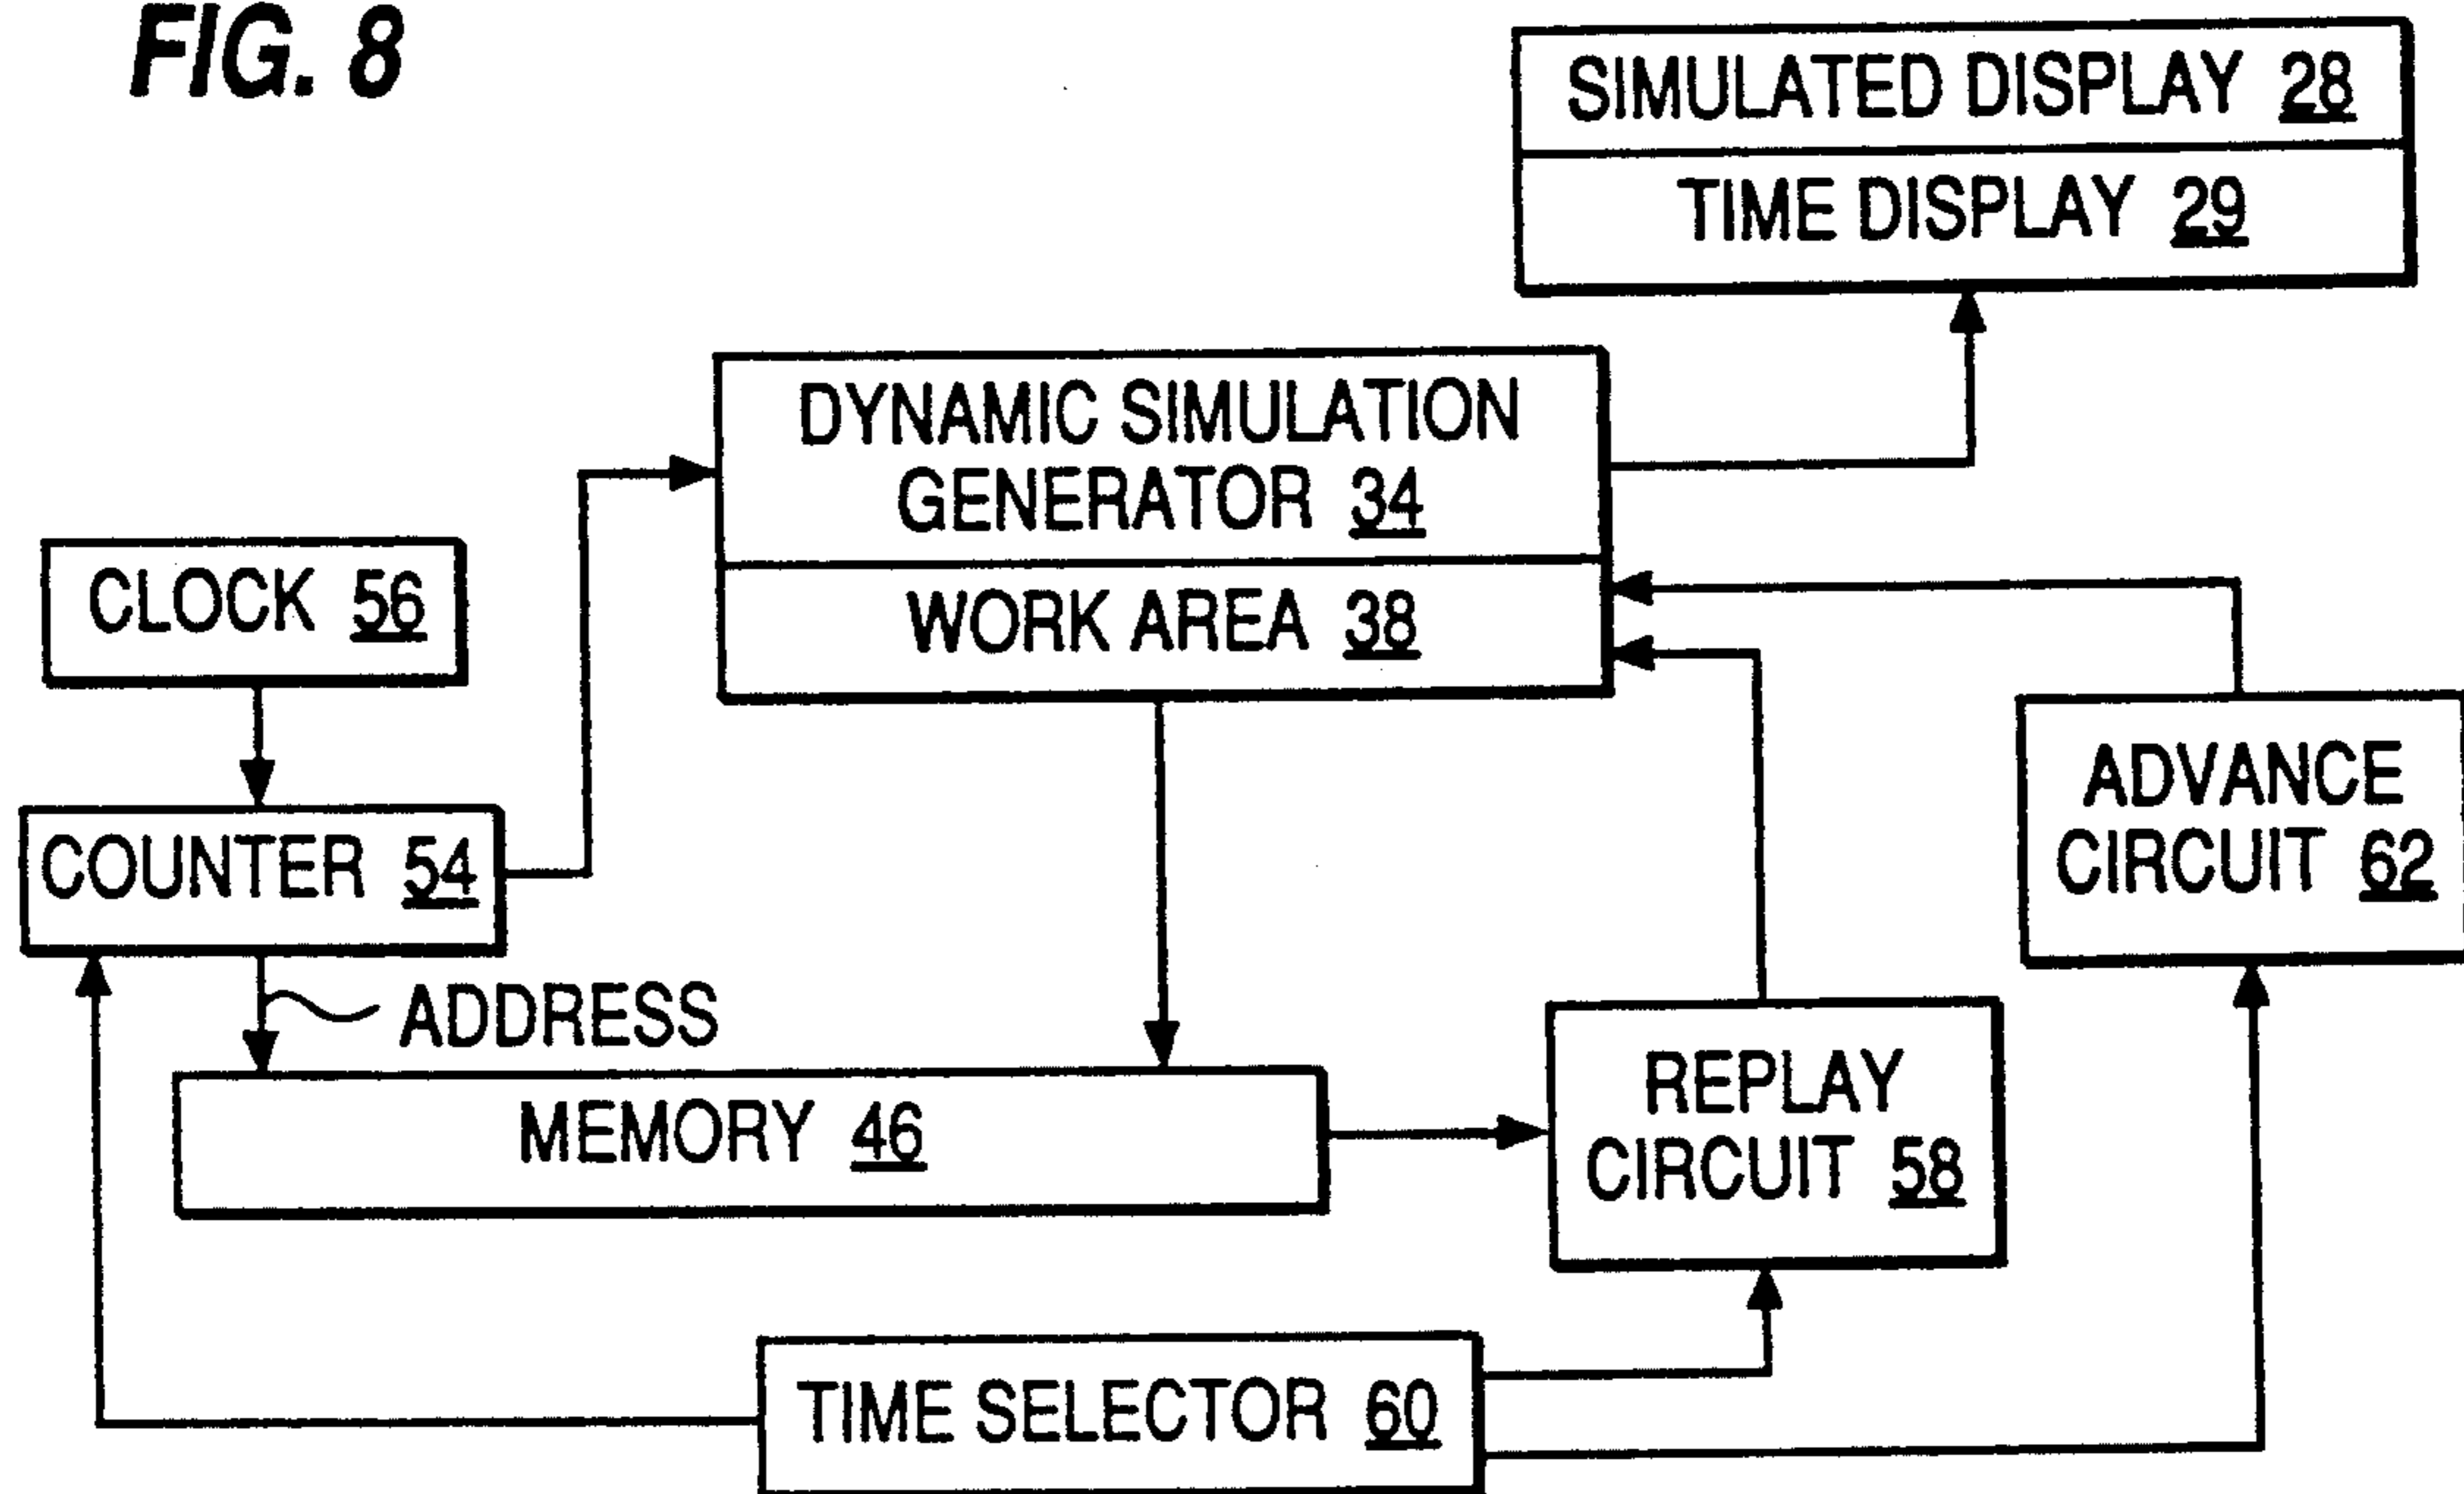 FIG. 8
SIMULATED DISPLAY 28
TIME DISPLAY 29
DYNAMIC SIMULATION
GENERATOR 34
WORK AREA 38
CLOCK 56
COUNTER 54
ADVANCE
CIRCUIT 62
ADDRESS
MEMORY 46
REPLAY
CIRCUIT 58
TIME SELECTOR 60